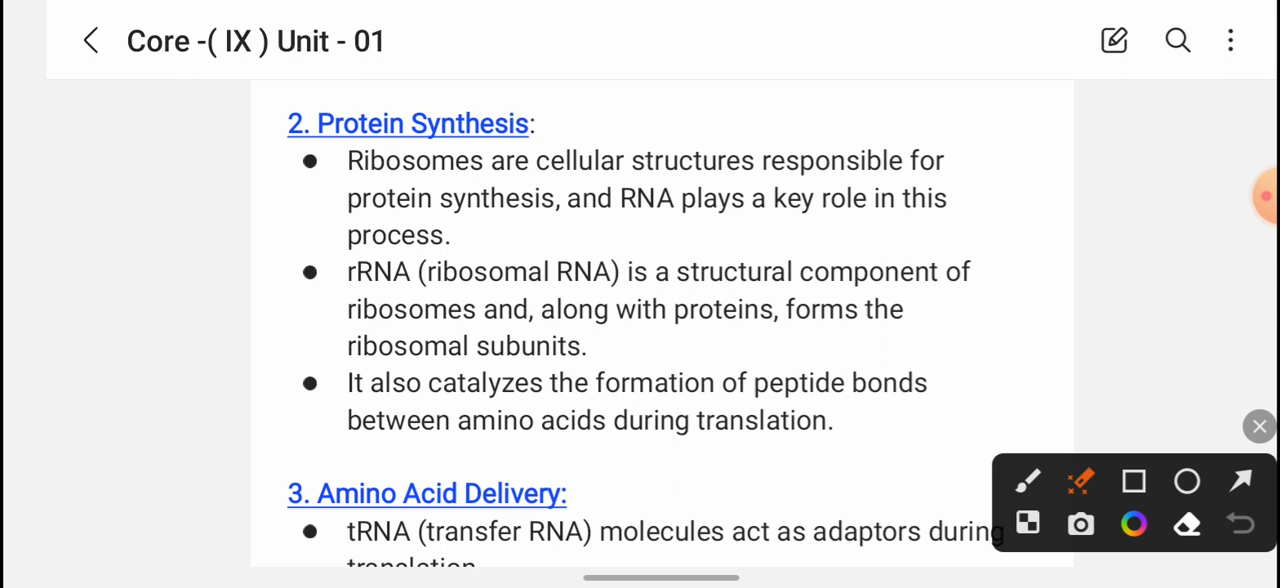 Core -( IX ) Unit - 01
2. Protein Synthesis:
● Ribosomes are cellular structures responsible for
protein synthesis, and RNA plays a key role in this
process.
● rRNA (ribosomal RNA) is a structural component of
ribosomes and, along with proteins, forms the
ribosomal subunits.
● It also catalyzes the formation of peptide bonds
between amino acids during translation.
3. Amino Acid Delivery:
● tRNA (transfer RNA) molecules act as adaptors during
translation